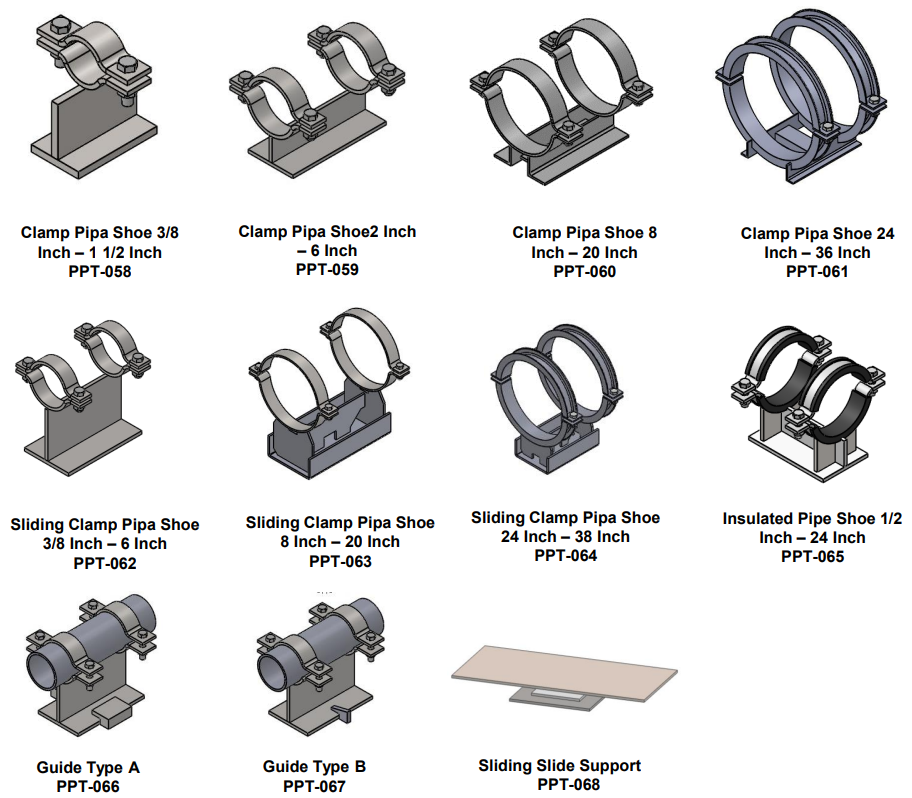 Clamp Pipa Shoe 3/8
Inch – 1 1/2 Inch
PPT-058
Clamp Pipa Shoe2 Inch
– 6 Inch
PPT-059
Clamp Pipa Shoe 8
Inch – 20 Inch
PPT-060
Clamp Pipa Shoe 24
Inch – 36 Inch
PPT-061
Sliding Clamp Pipa Shoe
3/8 Inch – 6 Inch
PPT-062
Sliding Clamp Pipa Shoe
8 Inch – 20 Inch
PPT-063
Sliding Clamp Pipa Shoe
24 Inch – 38 Inch
PPT-064
Insulated Pipe Shoe 1/2
Inch – 24 Inch
PPT-065
Guide Type A
PPT-066
Guide Type B
PPT-067
Sliding Slide Support
PPT-068